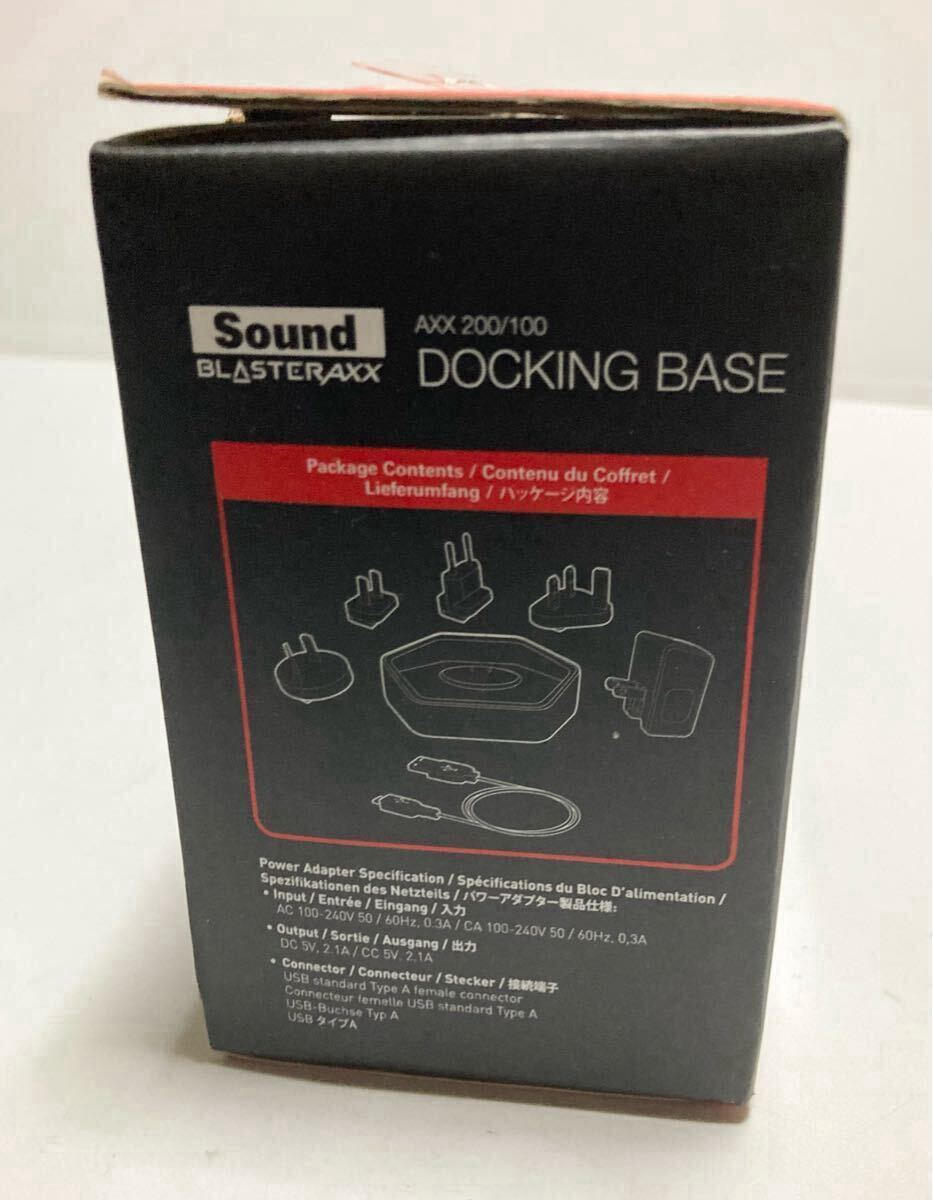 Sound
BLASTERAXX
AXX 200/100
DOCKING BASE
Package Contents / Contenu du Coffret /
Lieferumfang / パッケージ内容
Power Adapter Specification / Spécifications du Bloc D'alimentation /
Spezifikationen des Netzteils / パワーアダプター製品仕様:
• Input / Entrée / Eingang / 入力
AC 100-240V 50 / 60Hz, 0.3A / CA 100-240V 50 / 60Hz, 0,3A
• Output / Sortie / Ausgang / 出力
DC 5V, 2.1A / CC 5V, 2.1A
• Connector / Connecteur / Stecker / 接続端子
USB standard Type A female connector
Connecteur femelle USB standard Type A
USB-Buchse Typ A
USB タイプA